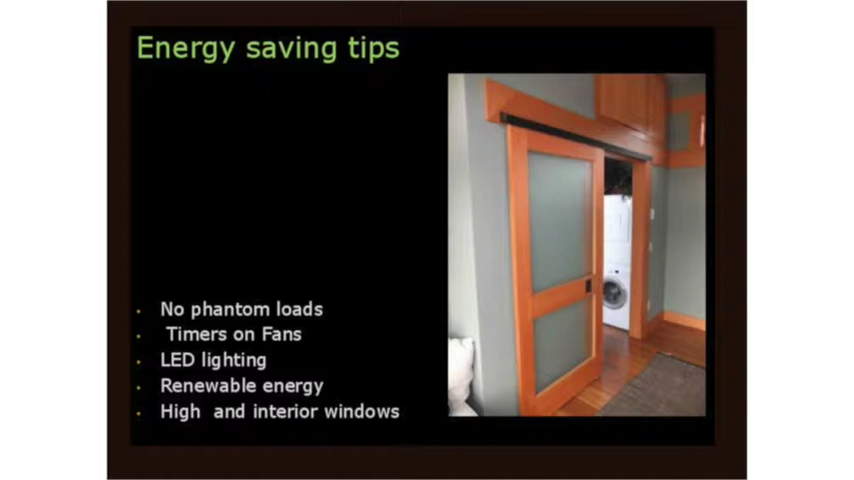 Energy saving tips
• No phantom loads
• Timers on Fans
• LED lighting
• Renewable energy
• High and interior windows